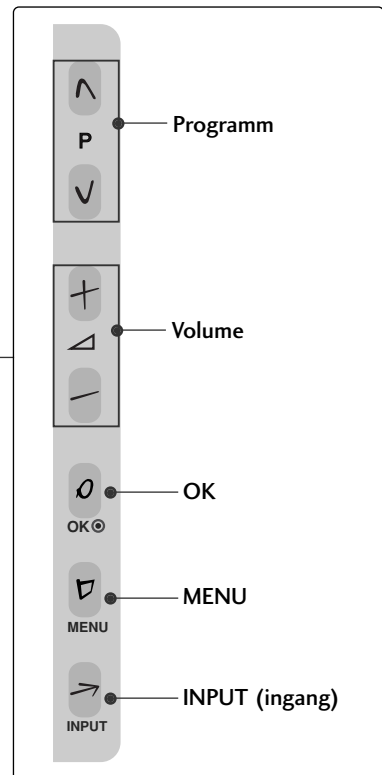 P
Programm
Volume
OK
OK
MENU
MENU
INPUT (ingang)
INPUT